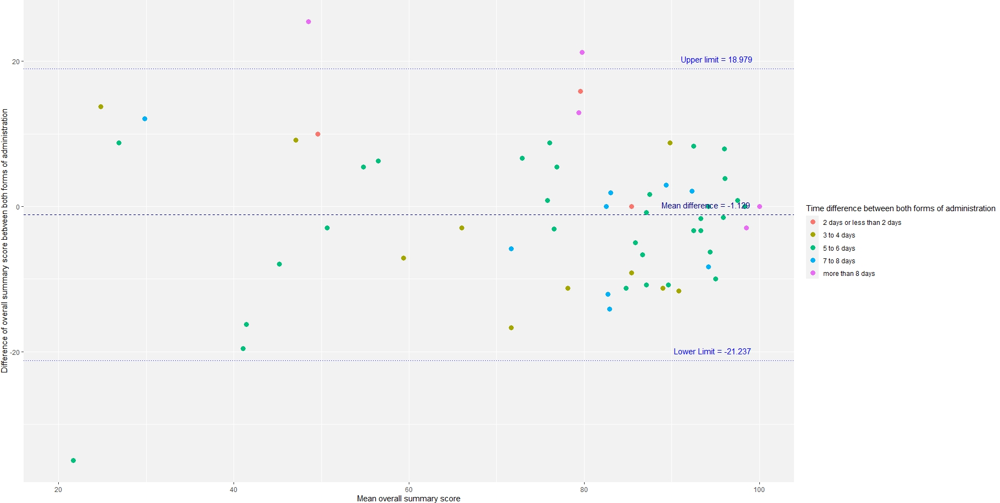 Difference of overall summary score between both forms of administration
20
0
-20
Upper limit = 18.979
Mean difference = -1.129
Lower Limit = -21.237
20
40
60
80
100
Mean overall summary score
Time difference between both forms of administration
2 days or less than 2 days
3 to 4 days
5 to 6 days
7 to 8 days
more than 8 days